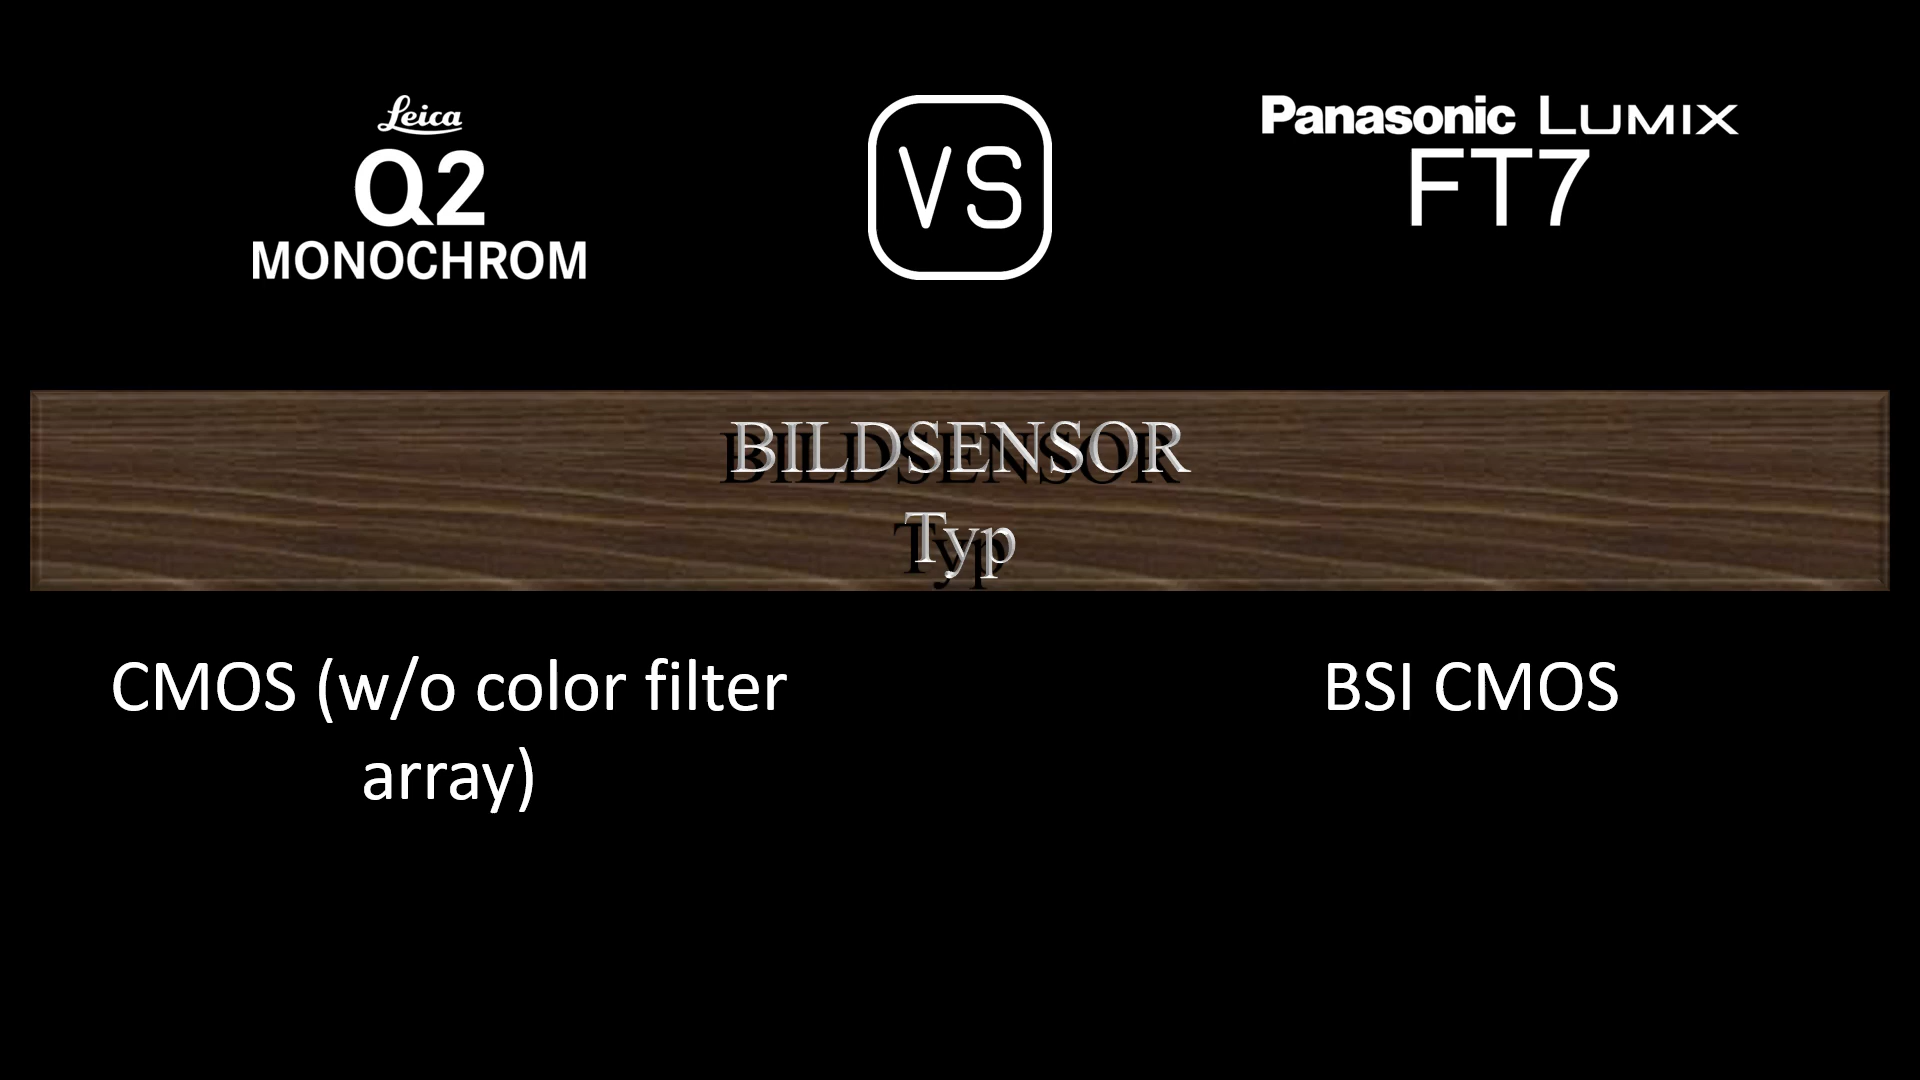 Leica
Q2
MONOCHROM
VS
Panasonic LUMIX
FT7
BILDSENSOR
Typ
CMOS (w/o color filter
array)
BSI CMOS